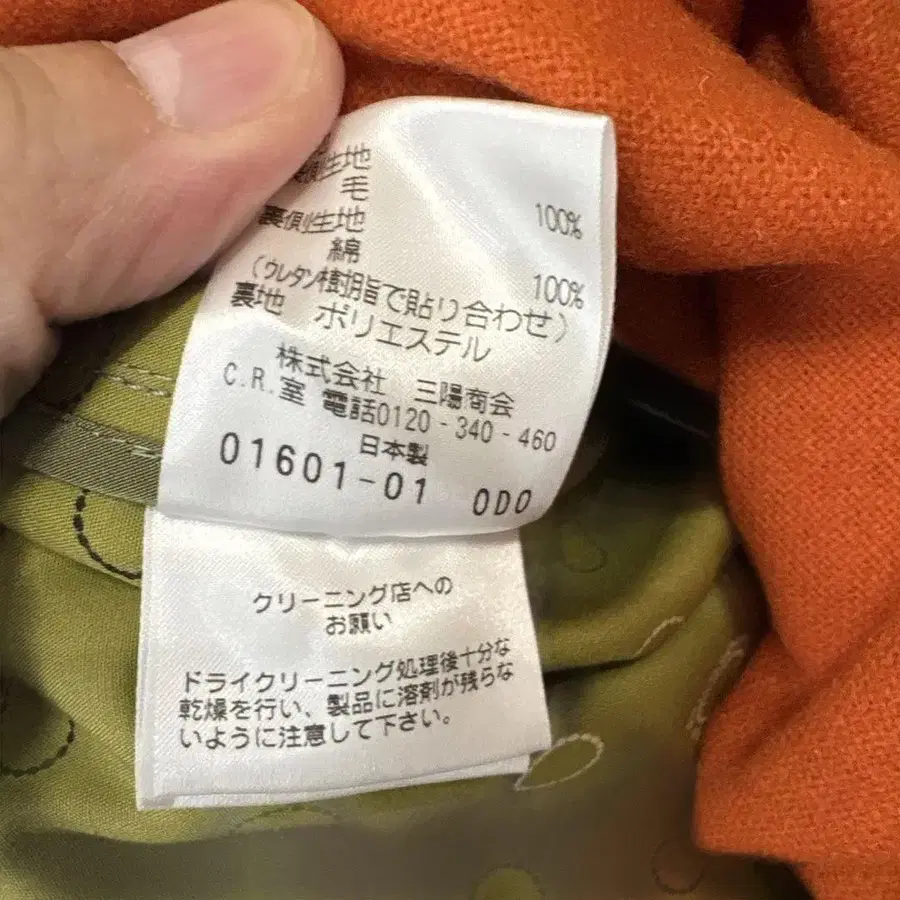 側生地
毛 100%
裏側生地
綿 100%
(ウレタン樹脂で貼り合わせ)
裏地 ポリエステル
株式会社 三陽商会
C.R.室 電話0120-340-460
日本製
01601-01 0D0
クリーニング店への
お願い
ドライクリーニング処理後十分な
乾燥を行い、製品に溶剤が残らな
いように注意して下さい。